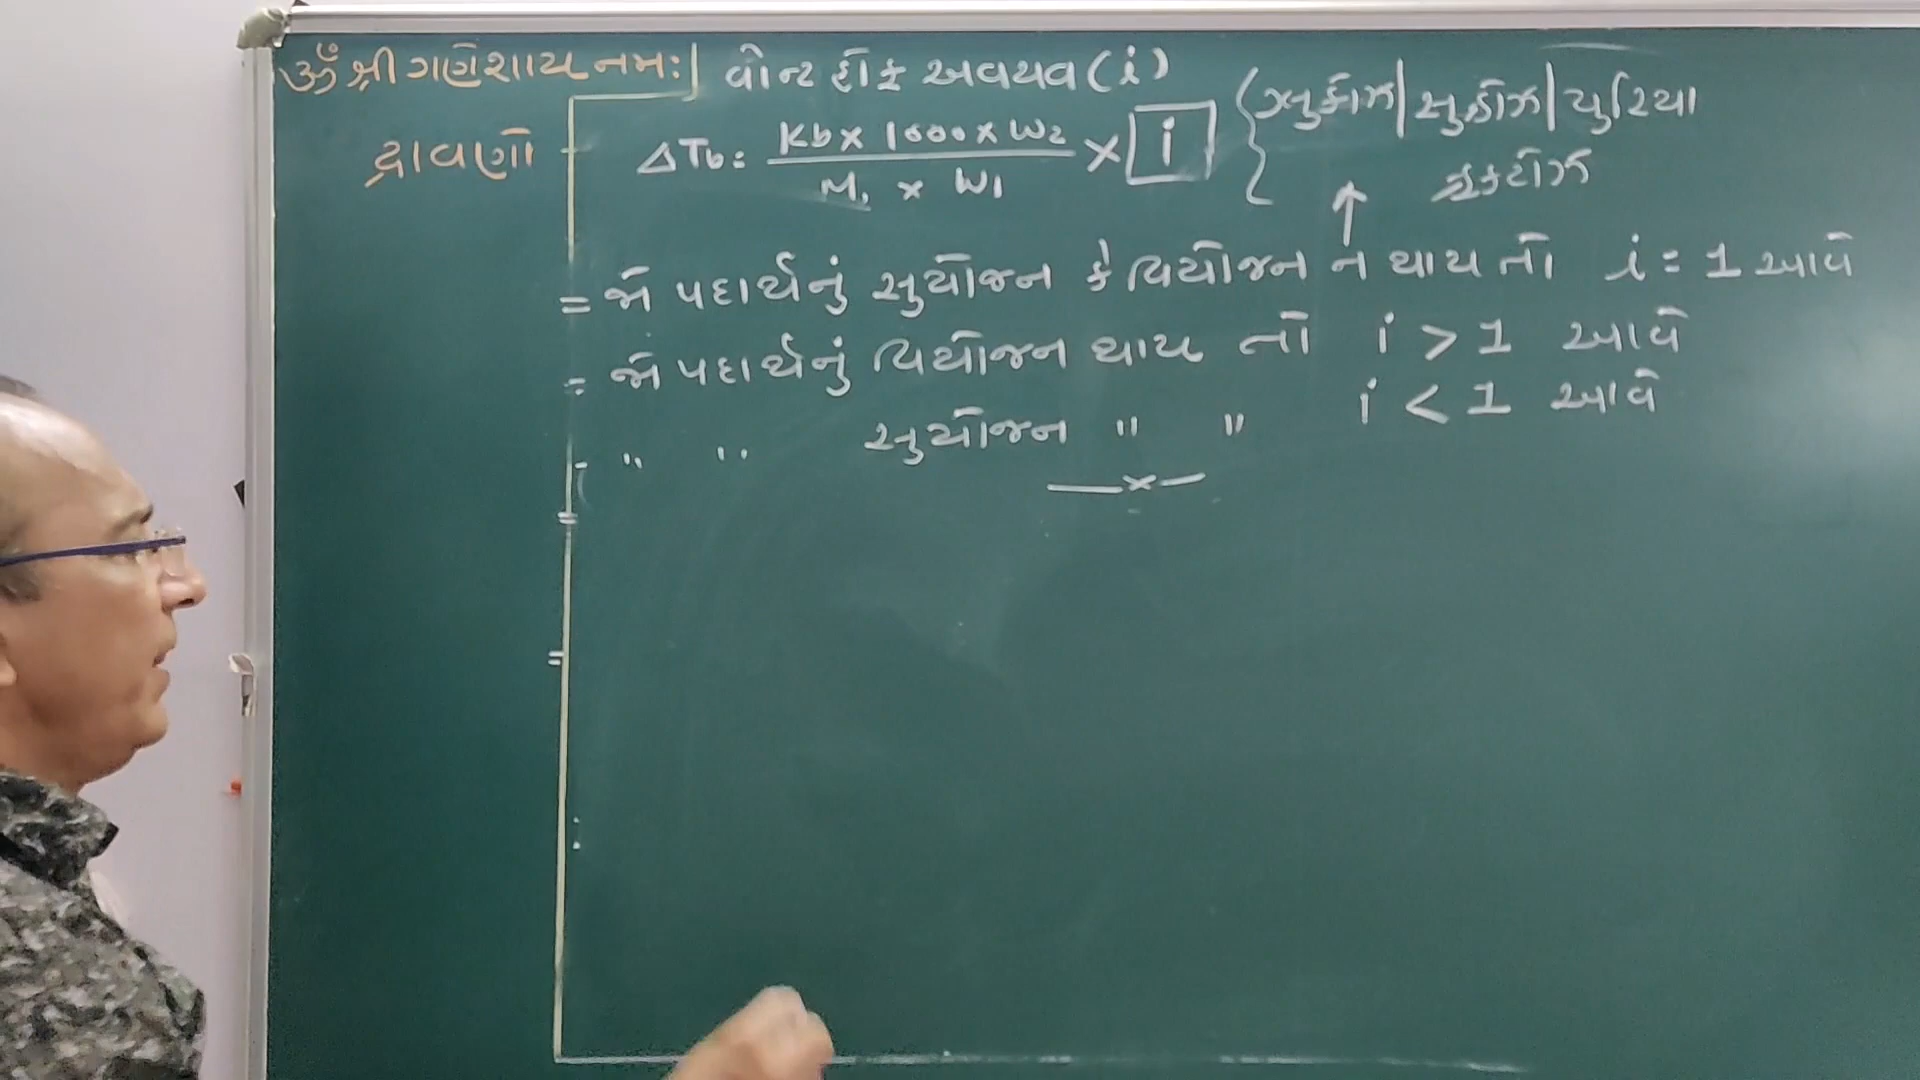 ૐ શ્રી ગણેશાય નમઃ
દ્રાવણો
વોન્ટ હોફ અવયવ (i)
ΔTb = Kb x 1000 x W2 / M1 x W1 x i
{ ગ્લુકોઝ | સુક્રોઝ | યુરિયા
ફ્રુક્ટોઝ
= જો પદાર્થનું સુયોજન કે વિયોજન ન થાય તો i = 1 આવે
= જો પદાર્થનું વિયોજન થાય તો i > 1 આવે
- " " સુયોજન " " i < 1 આવે
—x—